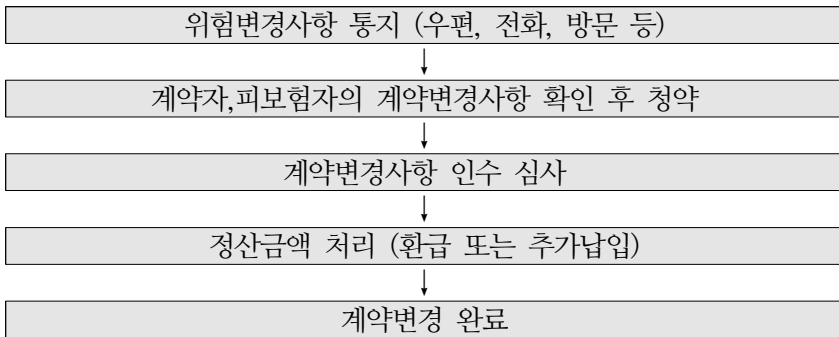 위험변경사항 통지 (우편, 전화, 방문 등)
계약자,피보험자의 계약변경사항 확인 후 청약
계약변경사항 인수 심사
정산금액 처리 (환급 또는 추가납입)
계약변경 완료